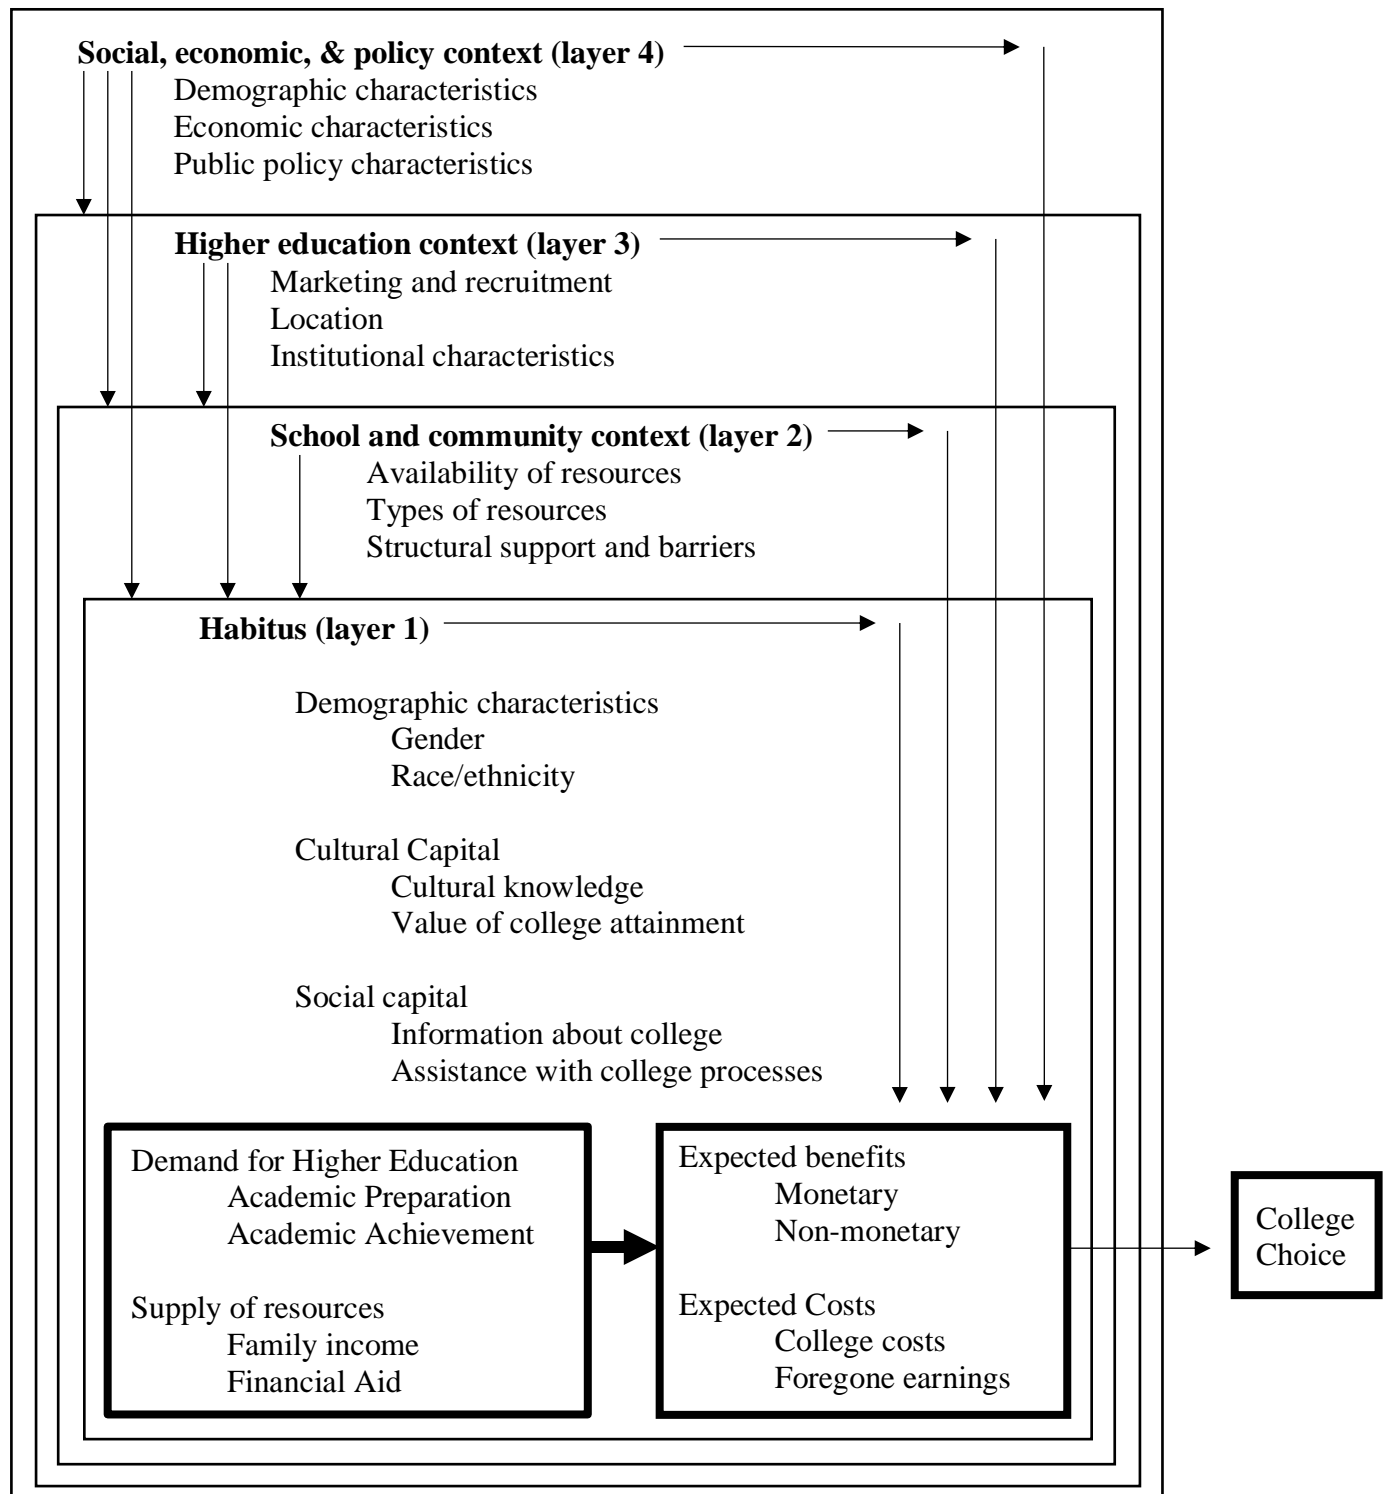 Social, economic, & policy context (layer 4)
Demographic characteristics
Economic characteristics
Public policy characteristics
Higher education context (layer 3)
Marketing and recruitment
Location
Institutional characteristics
School and community context (layer 2)
Availability of resources
Types of resources
Structural support and barriers
Habitus (layer 1)
Demographic characteristics
Gender
Race/ethnicity
Cultural Capital
Cultural knowledge
Value of college attainment
Social capital
Information about college
Assistance with college processes
Demand for Higher Education
Academic Preparation
Academic Achievement
Supply of resources
Family income
Financial Aid
Expected benefits
Monetary
Non-monetary
Expected Costs
College costs
Foregone earnings
College
Choice